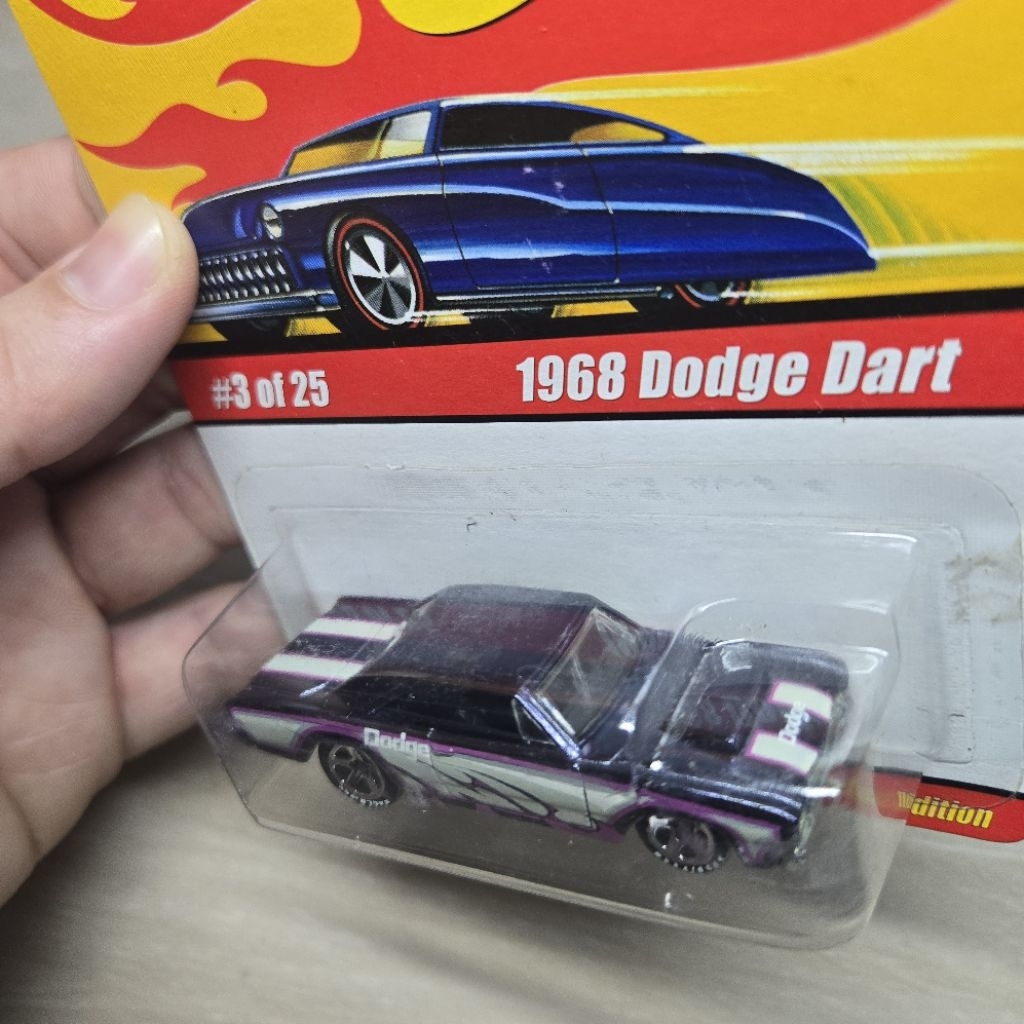 #3 of 25
1968 Dodge Dart
Dodge
Dodge
dition